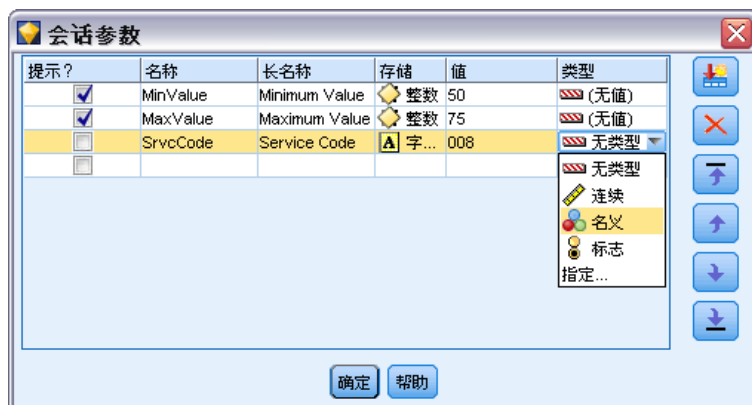 会话参数
提示？ 名称 长名称 存储 值 类型
MinValue Minimum Value 整数 50 (无值)
MaxValue Maximum Value 整数 75 (无值)
SrvcCode Service Code A 字... 008 无类型
无类型
连续
名义
标志
指定...
确定 帮助